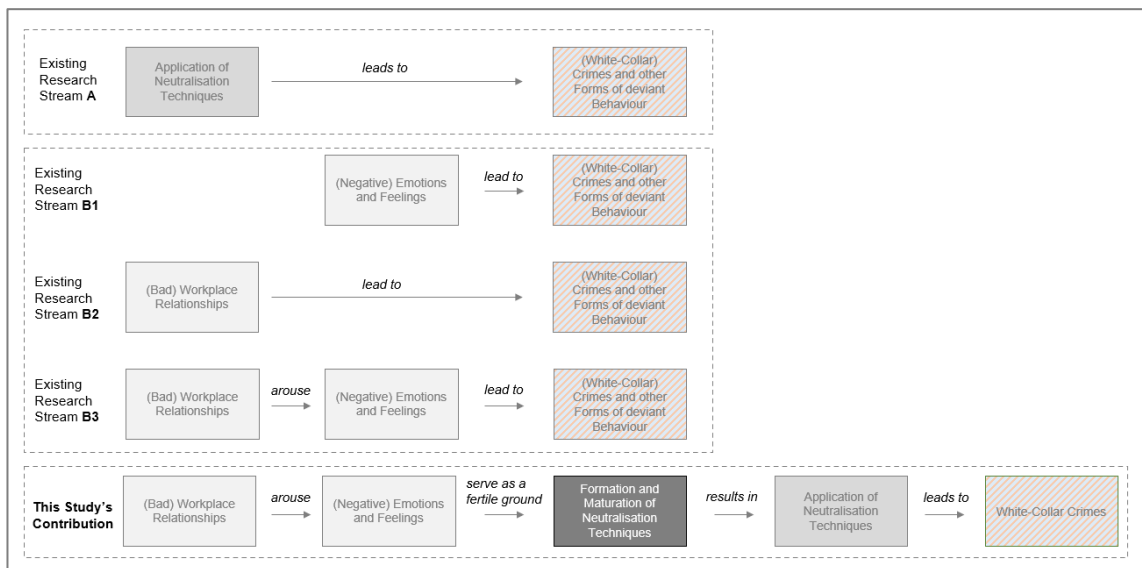 Existing
Research
Stream A
Application of
Neutralisation
Techniques
leads to
(White-Collar)
Crimes and other
Forms of deviant
Behaviour
Existing
Research
Stream B1
(Negative) Emotions
and Feelings
lead to
(White-Collar)
Crimes and other
Forms of deviant
Behaviour
Existing
Research
Stream B2
(Bad) Workplace
Relationships
lead to
(White-Collar)
Crimes and other
Forms of deviant
Behaviour
Existing
Research
Stream B3
(Bad) Workplace
Relationships
arouse
(Negative) Emotions
and Feelings
lead to
(White-Collar)
Crimes and other
Forms of deviant
Behaviour
This Study's
Contribution
(Bad) Workplace
Relationships
arouse
(Negative) Emotions
and Feelings
serve as a
fertile ground
Formation and
Maturation of
Neutralisation
Techniques
results in
Application of
Neutralisation
Techniques
leads to
White-Collar Crimes